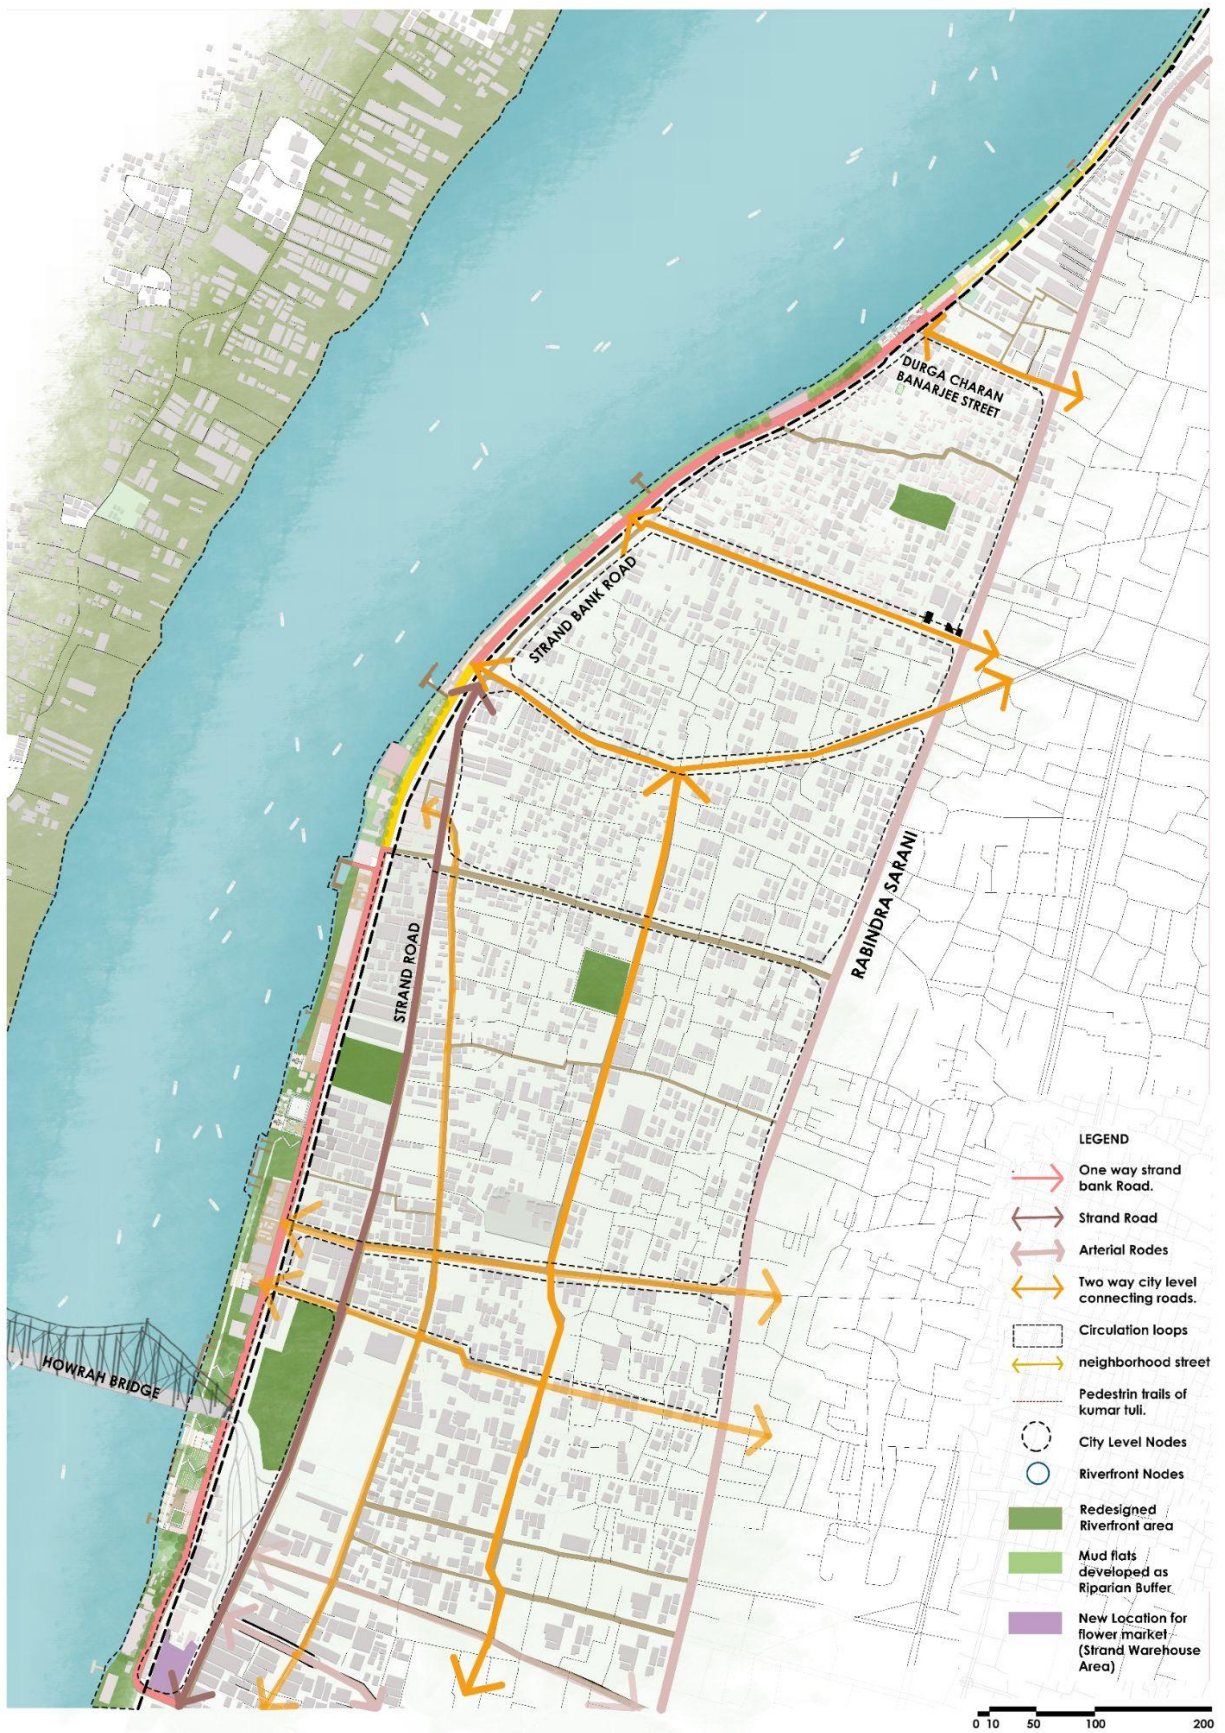 DURGA CHARAN
BANARJEE STREET
STRAND BANK ROAD
RABINDRA SARANI
STRAND ROAD
HOWRAH BRIDGE
LEGEND
One way strand
bank Road.
Strand Road
Arterial Rodes
Two way city level
connecting roads.
Circulation loops
neighborhood street
Pedestrin trails of
kumar tuli.
City Level Nodes
Riverfront Nodes
Redesigned
Riverfront area
Mud flats
developed as
Riparian Buffer
New Location for
flower market
(Strand Warehouse
Area)
0 10 50 100 200